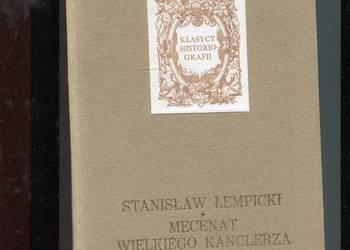 KLASYCY
HISTORIO-
GRAFII
STANISŁAW ŁEMPICKI
•
MECENAT
WIELKIEGO KANCLERZA